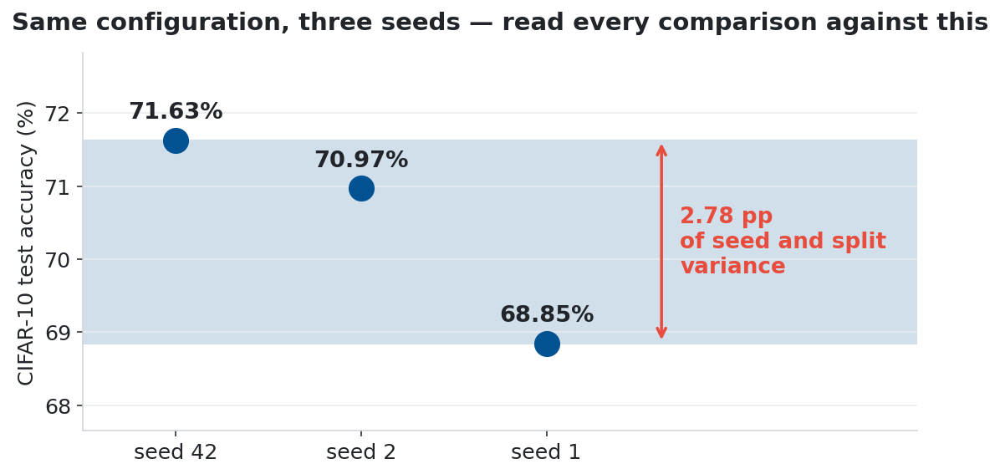 Same configuration, three seeds — read every comparison against this
CIFAR-10 test accuracy (%)
72
71
70
69
68
71.63%
70.97%
68.85%
2.78 pp
of seed and split
variance
seed 42
seed 2
seed 1